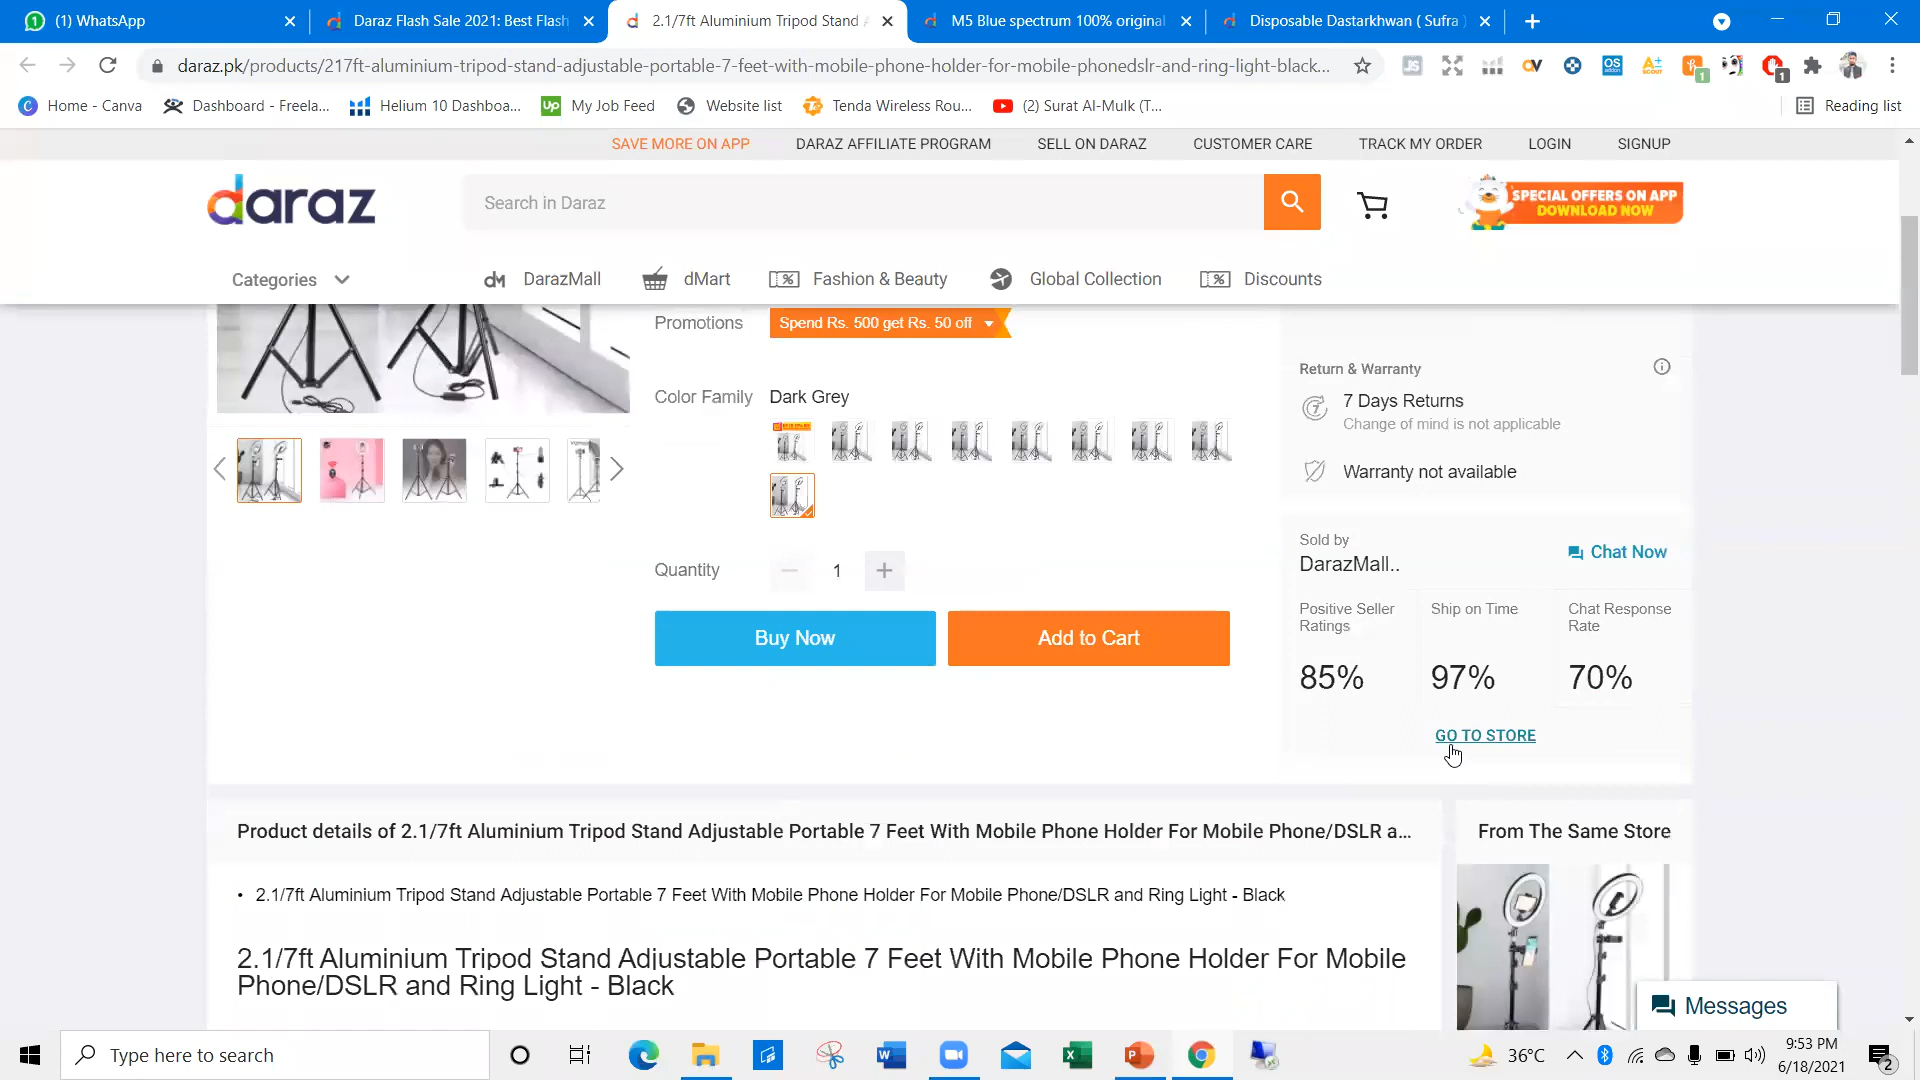 (1) WhatsApp
Daraz Flash Sale 2021: Best Flash
2.1/7ft Aluminium Tripod Stand A
M5 Blue spectrum 100% original
Disposable Dastarkhwan ( Sufra )
daraz.pk/products/217ft-aluminium-tripod-stand-adjustable-portable-7-feet-with-mobile-phone-holder-for-mobile-phonedslr-and-ring-light-black...
Home - Canva
Dashboard - Freela...
Helium 10 Dashboa...
My Job Feed
Website list
Tenda Wireless Rou...
(2) Surat Al-Mulk (T...
Reading list
SAVE MORE ON APP
DARAZ AFFILIATE PROGRAM
SELL ON DARAZ
CUSTOMER CARE
TRACK MY ORDER
LOGIN
SIGNUP
daraz
Search in Daraz
SPECIAL OFFERS ON APP
DOWNLOAD NOW
Categories
DarazMall
dMart
Fashion & Beauty
Global Collection
Discounts
Promotions
Spend Rs. 500 get Rs. 50 off
Color Family
Dark Grey
Quantity
1
Buy Now
Add to Cart
Return & Warranty
7 Days Returns
Change of mind is not applicable
Warranty not available
Sold by
DarazMall..
Chat Now
Positive Seller
Ratings
Ship on Time
Chat Response
Rate
85%
97%
70%
GO TO STORE
Product details of 2.1/7ft Aluminium Tripod Stand Adjustable Portable 7 Feet With Mobile Phone Holder For Mobile Phone/DSLR a...
• 2.1/7ft Aluminium Tripod Stand Adjustable Portable 7 Feet With Mobile Phone Holder For Mobile Phone/DSLR and Ring Light - Black
2.1/7ft Aluminium Tripod Stand Adjustable Portable 7 Feet With Mobile Phone Holder For Mobile
Phone/DSLR and Ring Light - Black
From The Same Store
Messages
Type here to search
36°C
9:53 PM
6/18/2021
2